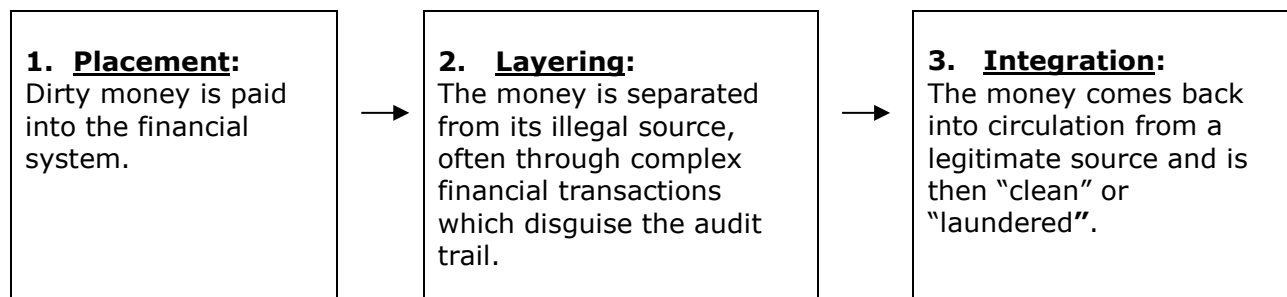 1. Placement:
Dirty money is paid
into the financial
system.
2. Layering:
The money is separated
from its illegal source,
often through complex
financial transactions
which disguise the audit
trail.
3. Integration:
The money comes back
into circulation from a
legitimate source and is
then “clean” or
“laundered”.